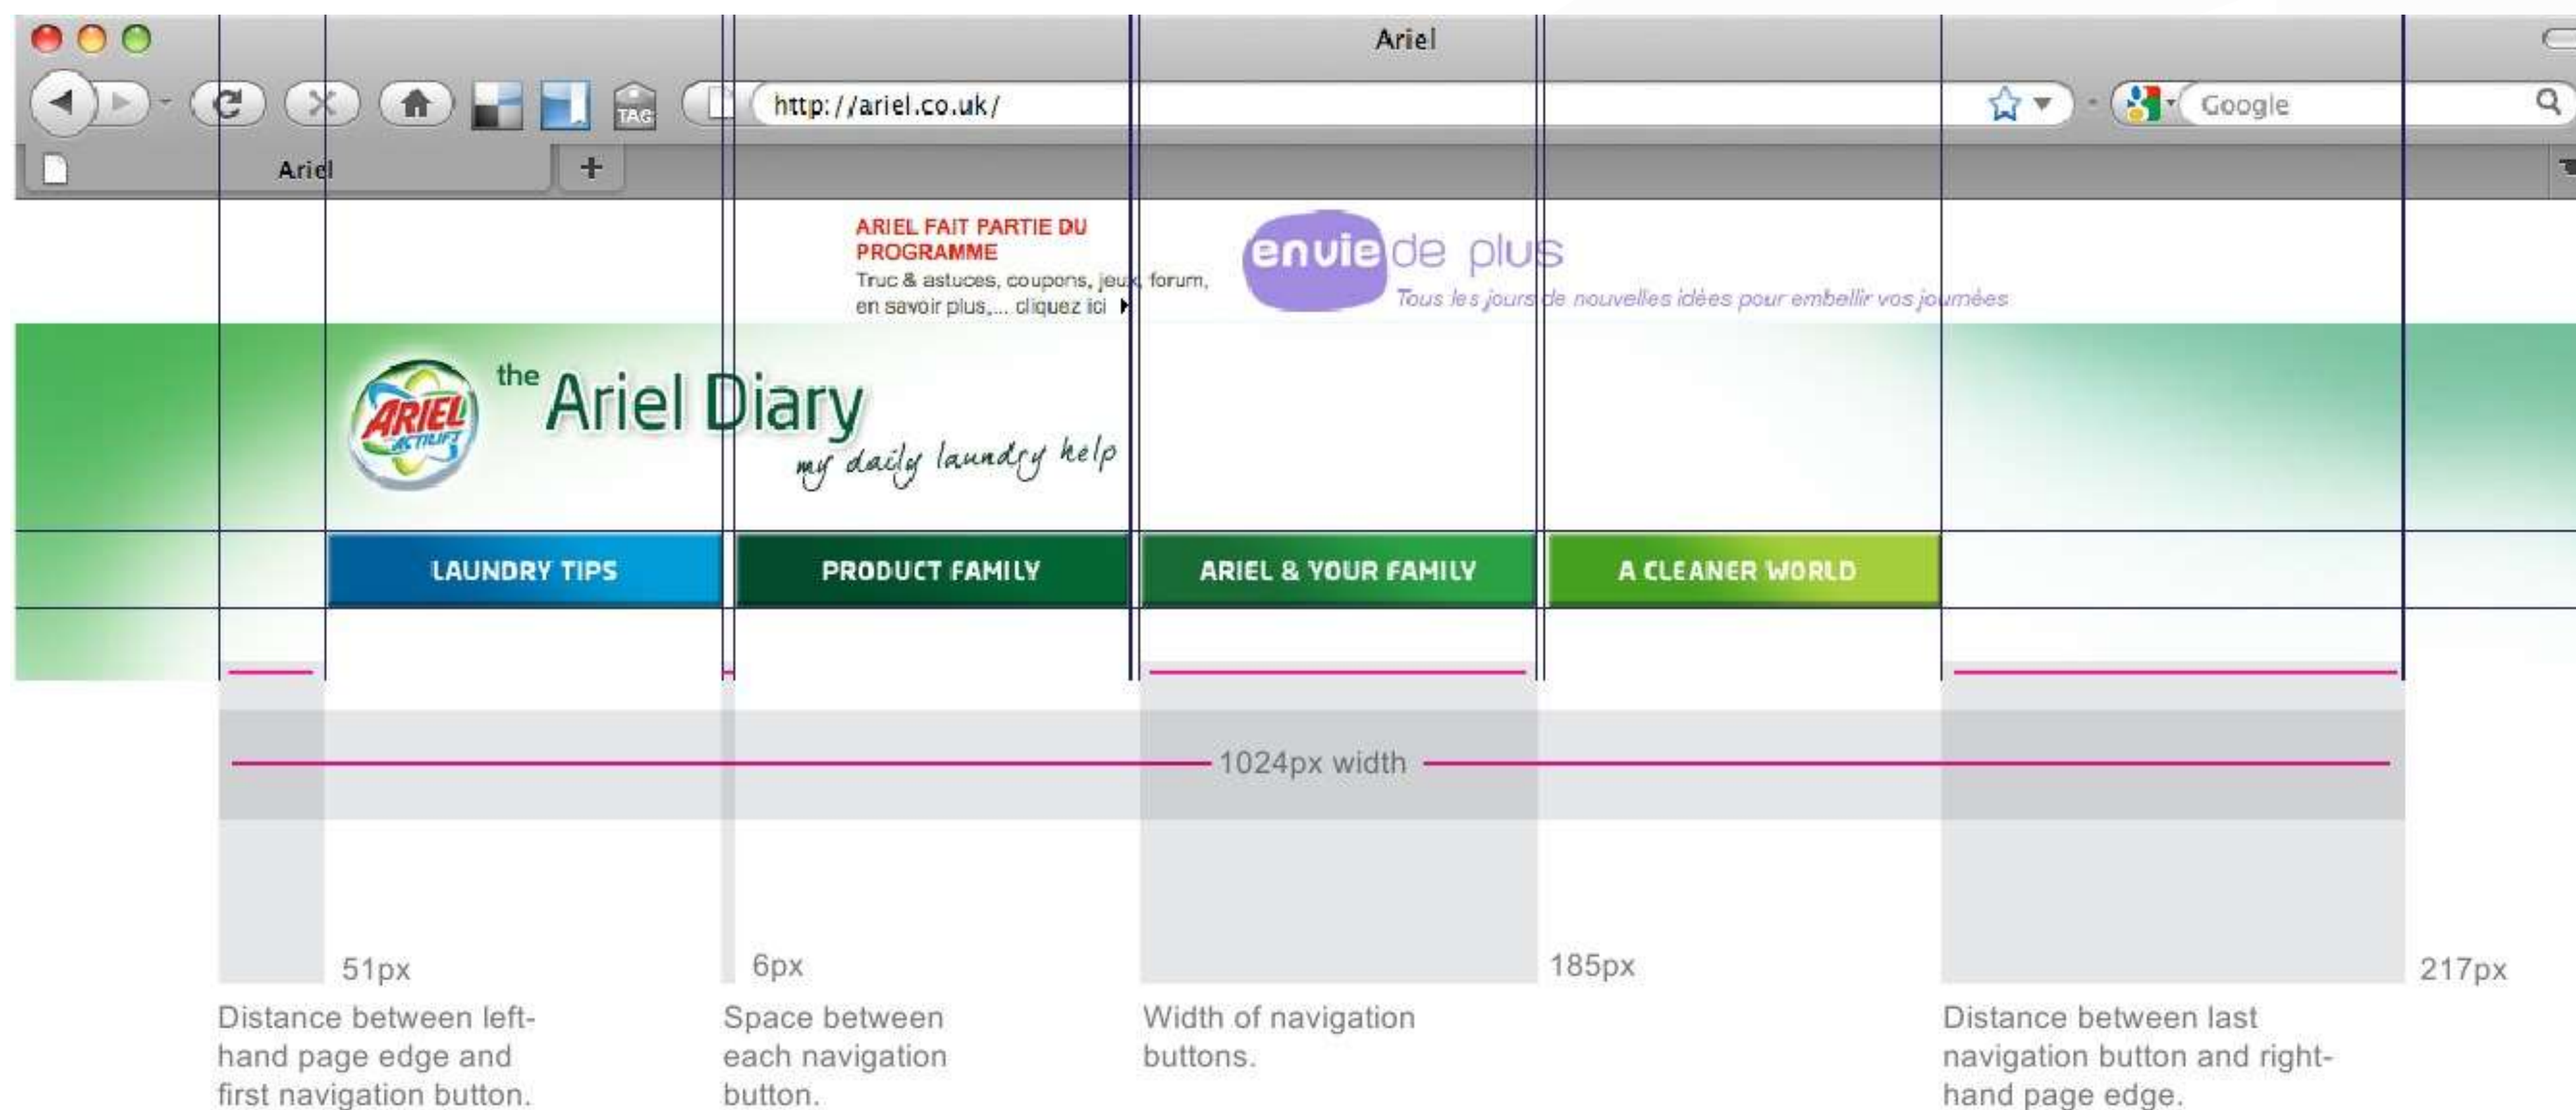 Ariel
TAG
http://ariel.co.uk/
Google
Ariel
+
ARIEL FAIT PARTIE DU
PROGRAMME
Truc & astuces, coupons, jeux, forum,
en savoir plus,... cliquez ici
envie de plus
Tous les jours de nouvelles idées pour embellir vos journées
ARIEL
ACTILIFT
the Ariel Diary
my daily laundry help
LAUNDRY TIPS
PRODUCT FAMILY
ARIEL & YOUR FAMILY
A CLEANER WORLD
1024px width
51px
Distance between left-
hand page edge and
first navigation button.
6px
Space between
each navigation
button.
185px
Width of navigation
buttons.
217px
Distance between last
navigation button and right-
hand page edge.